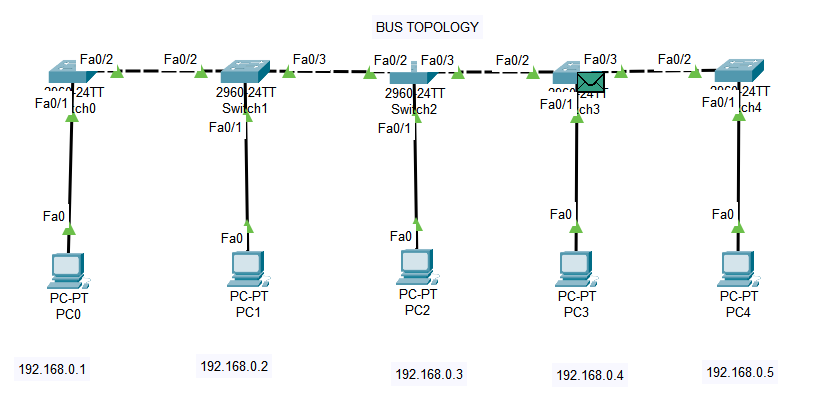 BUS TOPOLOGY
Fa0/2 Fa0/2 Fa0/3 Fa0/2 Fa0/3 Fa0/2 Fa0/3 Fa0/2
2960-24TT 2960-24TT 2960-24TT 2960-24TT
Switch1 Switch2
Fa0/1 Fa0/1 Fa0/1 Fa0/1 Fa0/1
Fa0 Fa0 Fa0 Fa0 Fa0
PC-PT PC-PT PC-PT PC-PT PC-PT
PC0 PC1 PC2 PC3 PC4
192.168.0.1 192.168.0.2 192.168.0.3 192.168.0.4 192.168.0.5